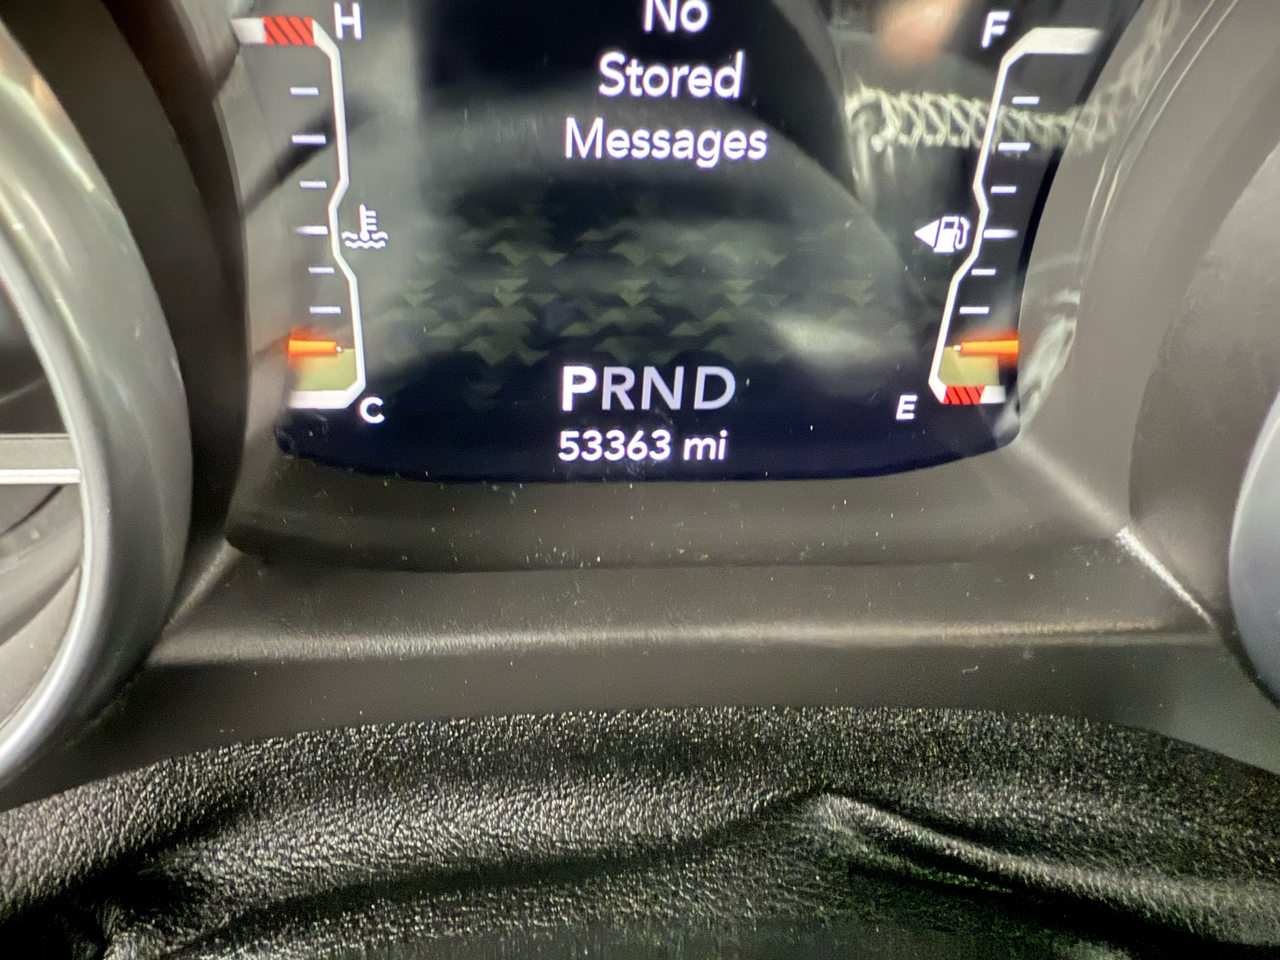 H
No
F
Stored
Messages
PRND
C
E
53363 mi